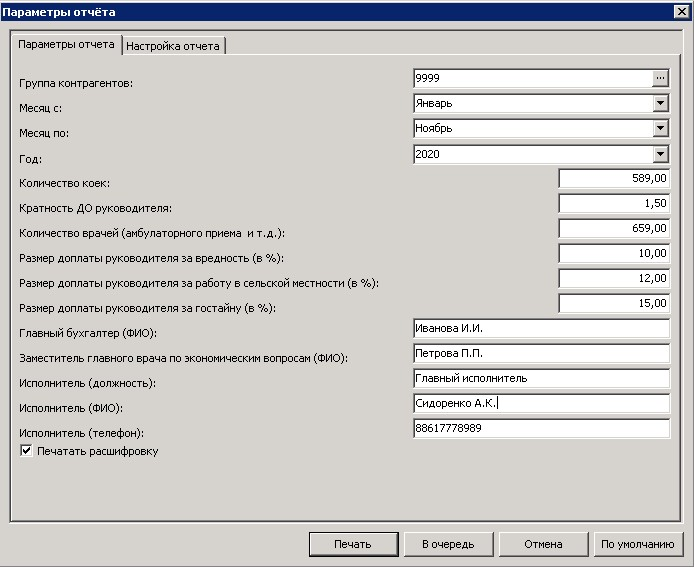 Параметры отчёта
Параметры отчета Настройка отчета
Группа контрагентов: 9999 ...
Месяц с: Январь
Месяц по: Ноябрь
Год: 2020
Количество коек: 589,00
Кратность ДО руководителя: 1,50
Количество врачей (амбулаторного приема и т.д.): 659,00
Размер доплаты руководителя за вредность (в %): 10,00
Размер доплаты руководителя за работу в сельской местности (в %): 12,00
Размер доплаты руководителя за гостайну (в %): 15,00
Главный бухгалтер (ФИО): Иванова И.И.
Заместитель главного врача по экономическим вопросам (ФИО): Петрова П.П.
Исполнитель (должность): Главный исполнитель
Исполнитель (ФИО): Сидоренко А.К.
Исполнитель (телефон): 88617778989
Печатать расшифровку
Печать В очередь Отмена По умолчанию